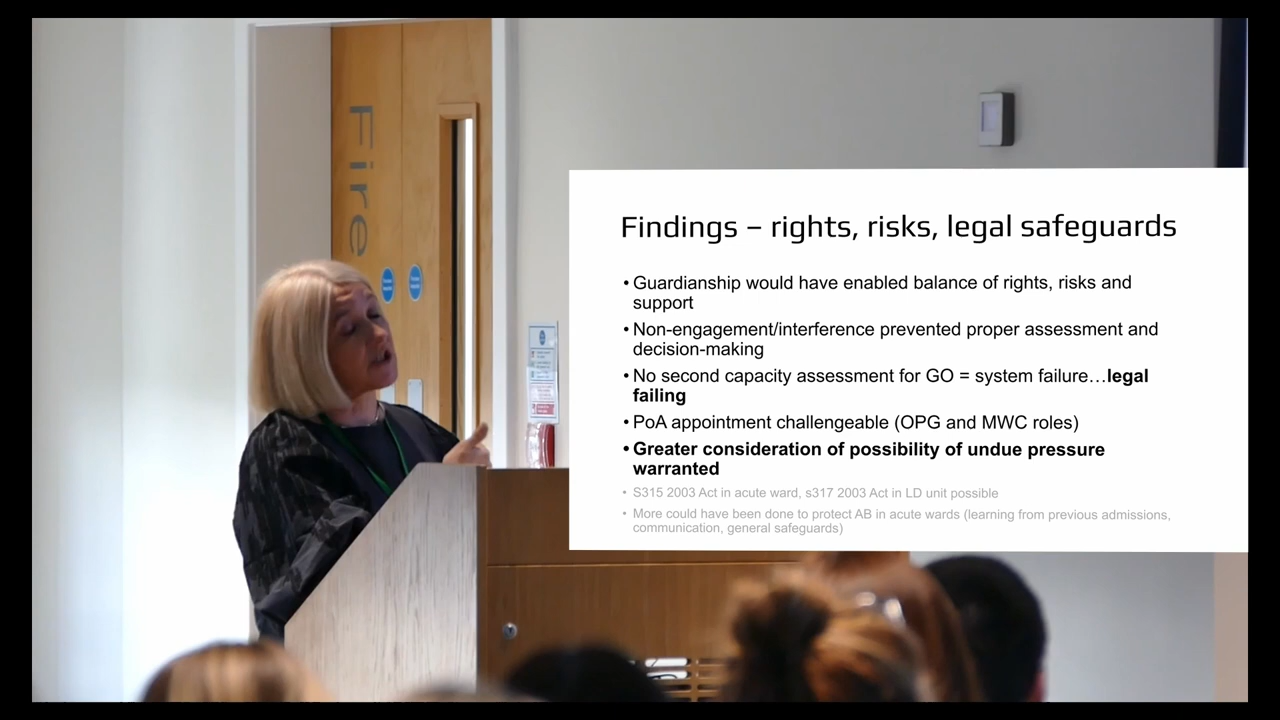 Fire
Findings – rights, risks, legal safeguards
•Guardianship would have enabled balance of rights, risks and
support
•Non-engagement/interference prevented proper assessment and
decision-making
•No second capacity assessment for GO = system failure…legal
failing
•PoA appointment challengeable (OPG and MWC roles)
•Greater consideration of possibility of undue pressure
warranted
• S315 2003 Act in acute ward, s317 2003 Act in LD unit possible
• More could have been done to protect AB in acute wards (learning from previous admissions,
communication, general safeguards)